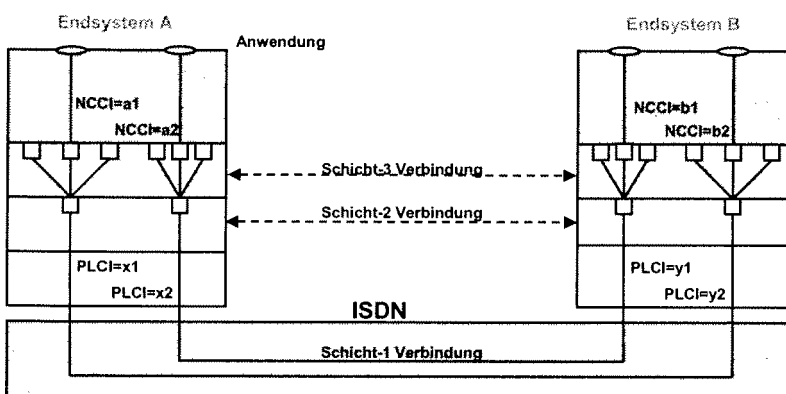 Endsystem A
Endsystem B
Anwendung
NCCI=a1
NCCI=a2
NCCI=b1
NCCI=b2
Schicht-3 Verbindung
Schicht-2 Verbindung
PLCI=x1
PLCI=x2
PLCI=y1
PLCI=y2
ISDN
Schicht-1 Verbindung